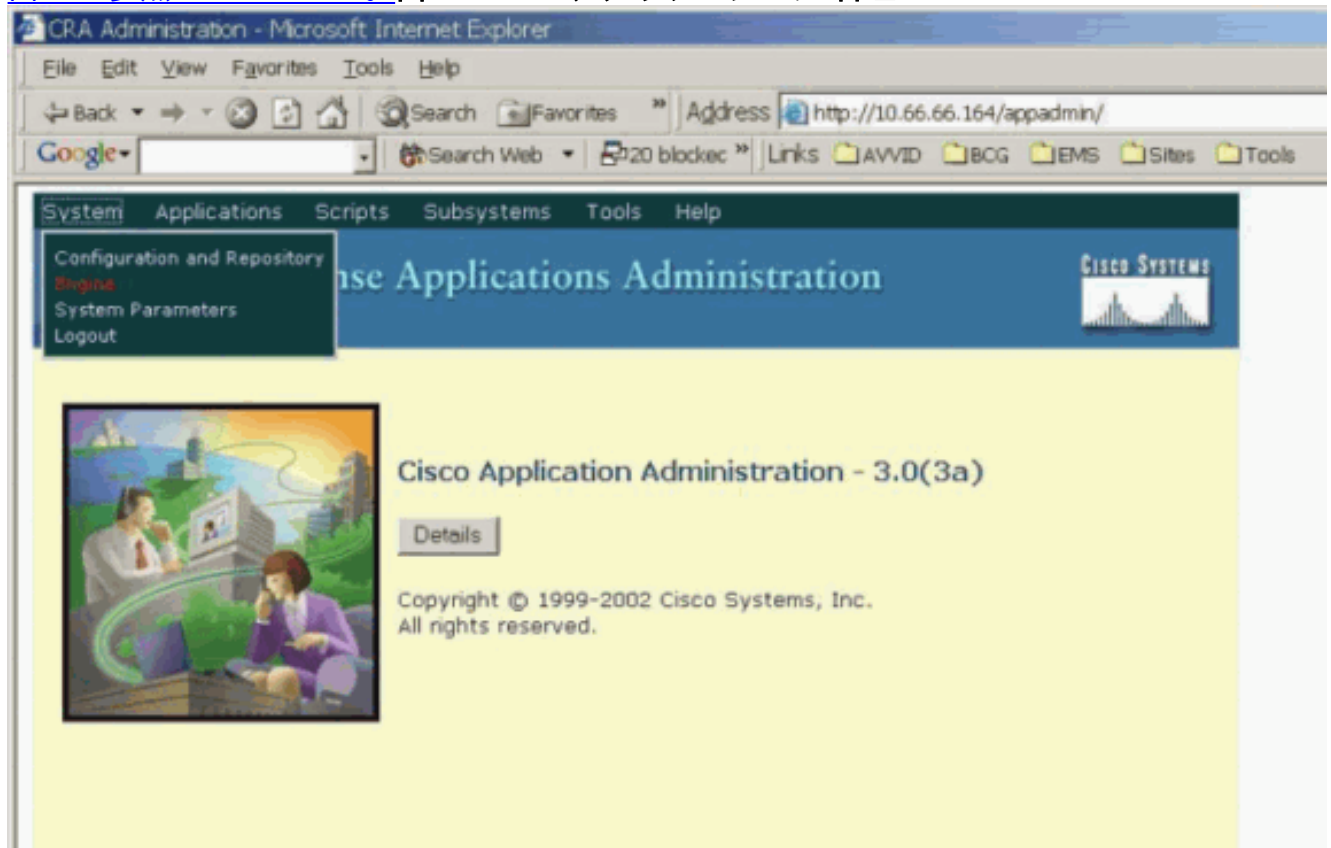 CRA Administration - Microsoft Internet Explorer
File Edit View Favorites Tools Help
Back Search Favorites » Address http://10.66.66.164/appadmin/
Google Search Web 20 blockec » Links AVVID BCG EMS Sites Tools
System Applications Scripts Subsystems Tools Help
Configuration and Repository
Engine
System Parameters
Logout
nse Applications Administration
CISCO SYSTEMS
Cisco Application Administration - 3.0(3a)
Details
Copyright © 1999-2002 Cisco Systems, Inc.
All rights reserved.